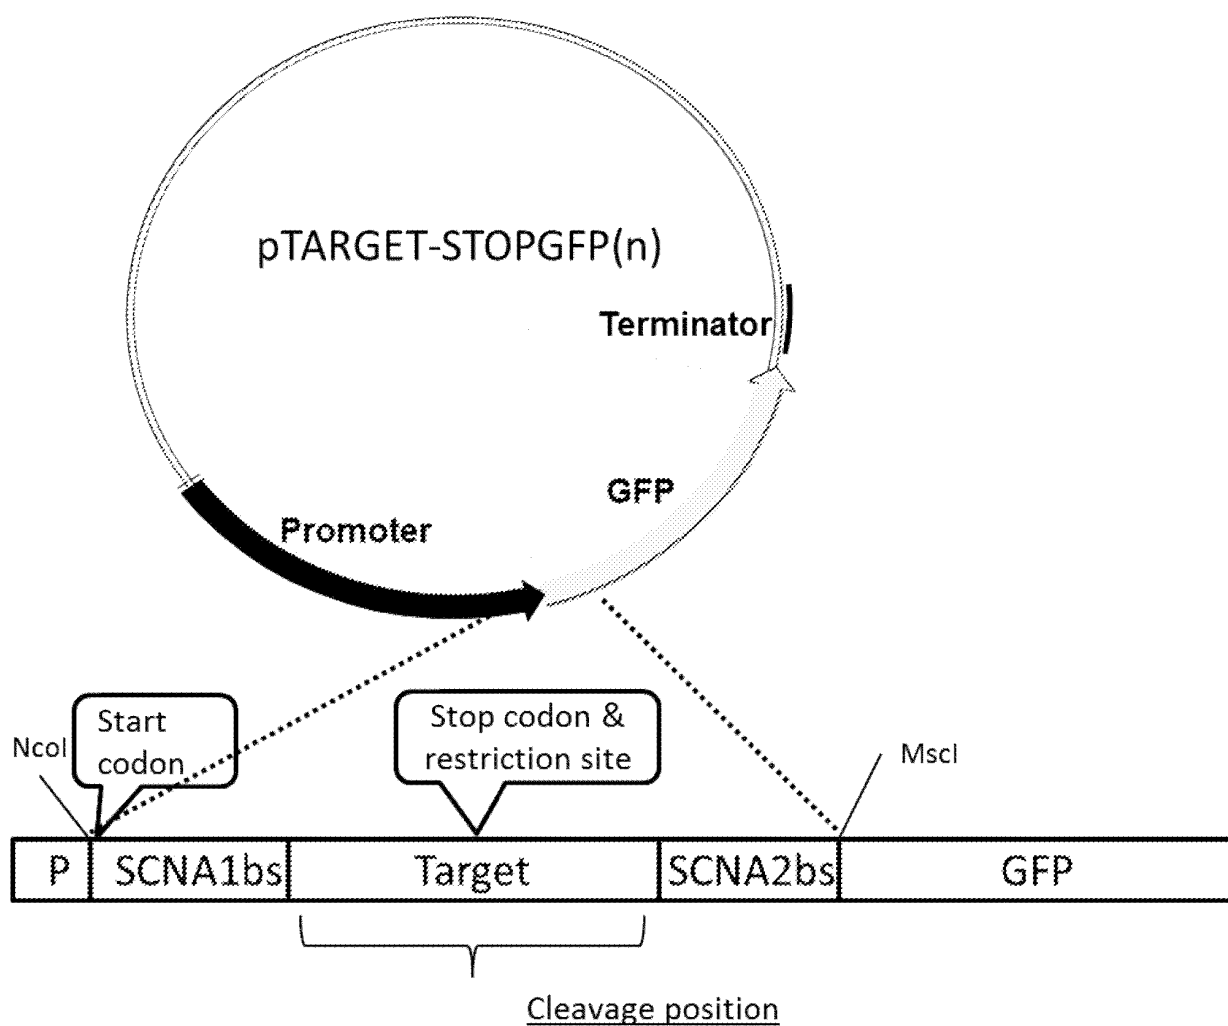 pTARGET-STOPGFP(n)
Terminator
GFP
Promoter
Start
codon
Stop codon &
restriction site
NcoI
MscI
P
SCNA1bs
Target
SCNA2bs
GFP
Cleavage position